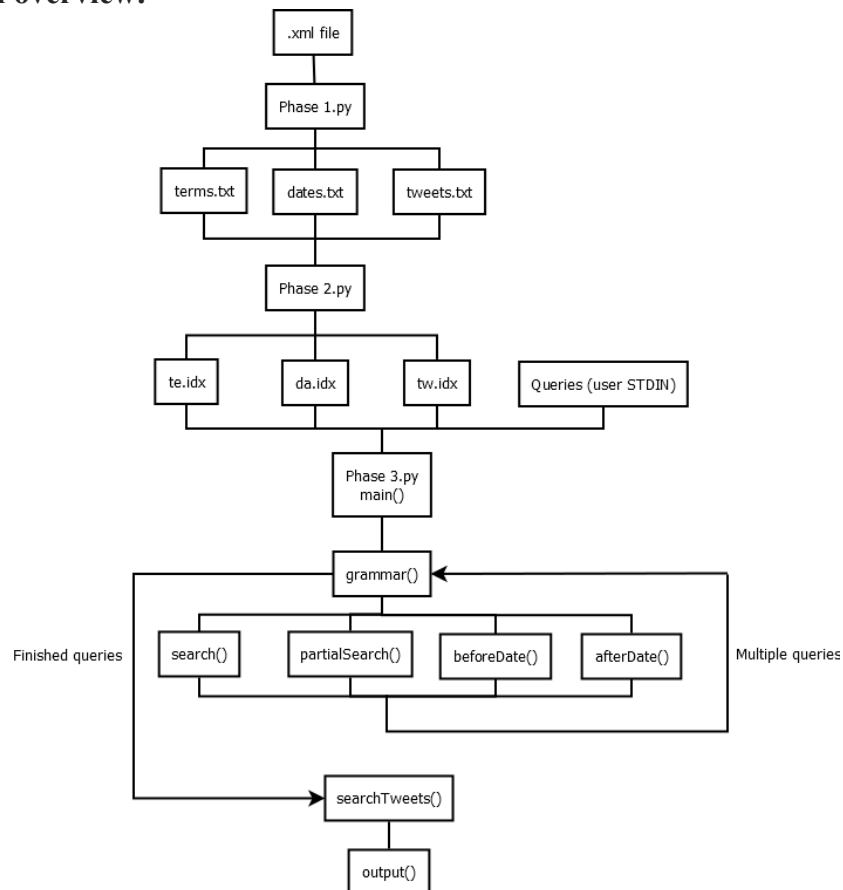 overview:
.xml file
Phase 1.py
terms.txt
dates.txt
tweets.txt
Phase 2.py
te.idx
da.idx
tw.idx
Queries (user STDIN)
Phase 3.py
main()
grammar()
Finished queries
search()
partialSearch()
beforeDate()
afterDate()
Multiple queries
searchTweets()
output()